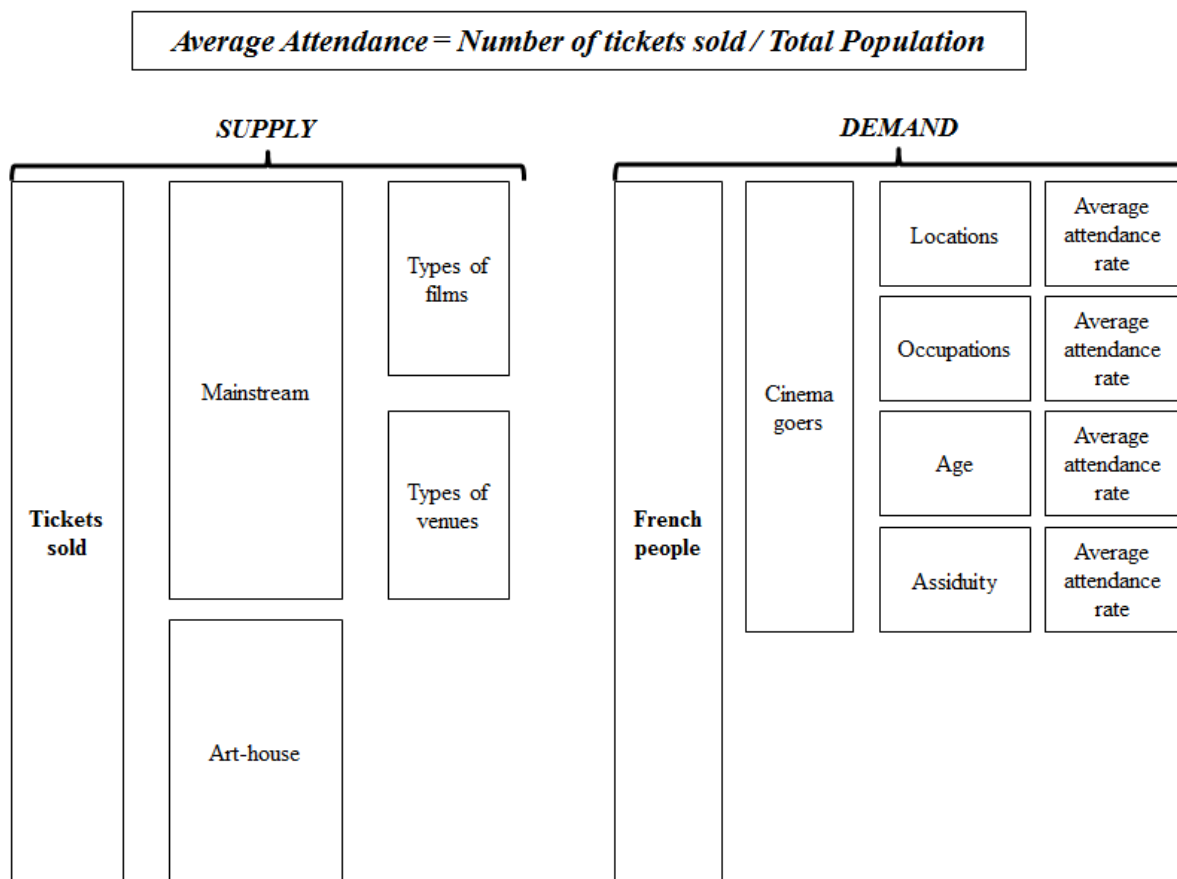 Average Attendance = Number of tickets sold / Total Population
SUPPLY
Tickets
sold
Mainstream
Art-house
Types of
films
Types of
venues
DEMAND
French
people
Cinema
goers
Locations
Average
attendance
rate
Occupations
Average
attendance
rate
Age
Average
attendance
rate
Assiduity
Average
attendance
rate